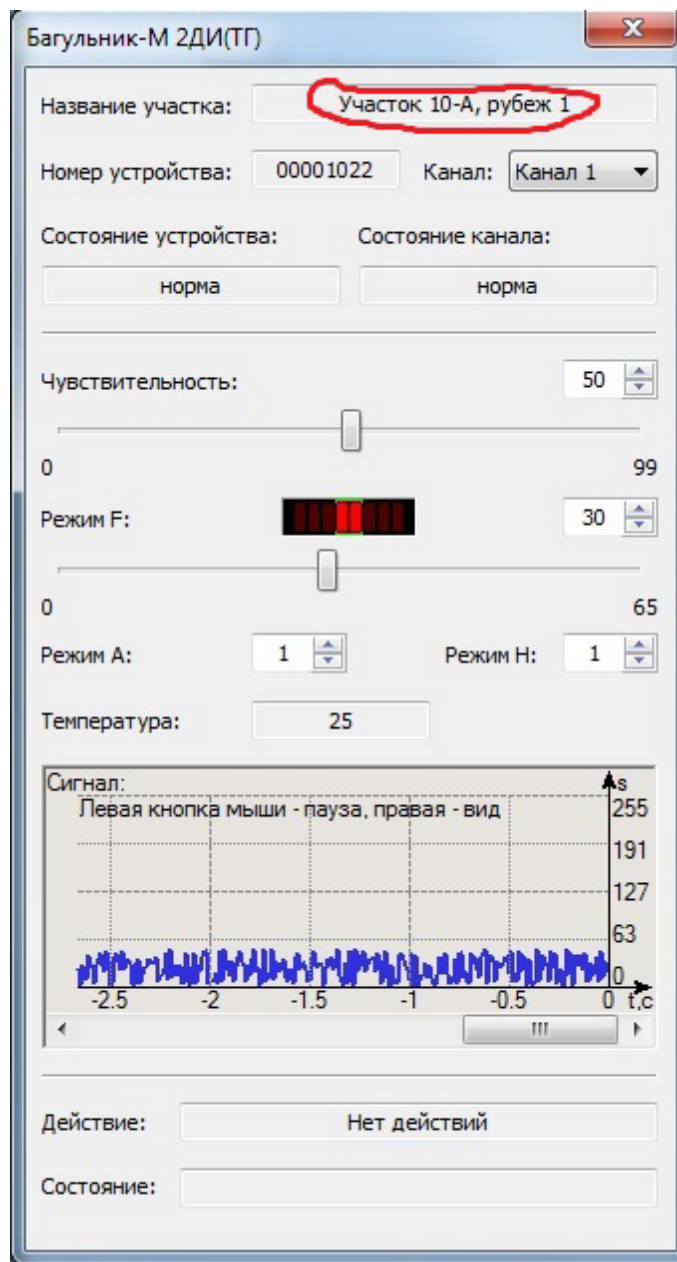 Багульник-М 2ДИ(ТГ)
Название участка: Участок 10-А, рубеж 1
Номер устройства: 00001022 Канал: Канал 1
Состояние устройства: Состояние канала:
норма норма
Чувствительность: 50
0 99
Режим F: 30
0 65
Режим А: 1 Режим Н: 1
Температура: 25
Сигнал: s
Левая кнопка мыши - пауза, правая - вид 255
191
127
63
0
-2.5 -2 -1.5 -1 -0.5 0 t,c
Действие: Нет действий
Состояние: